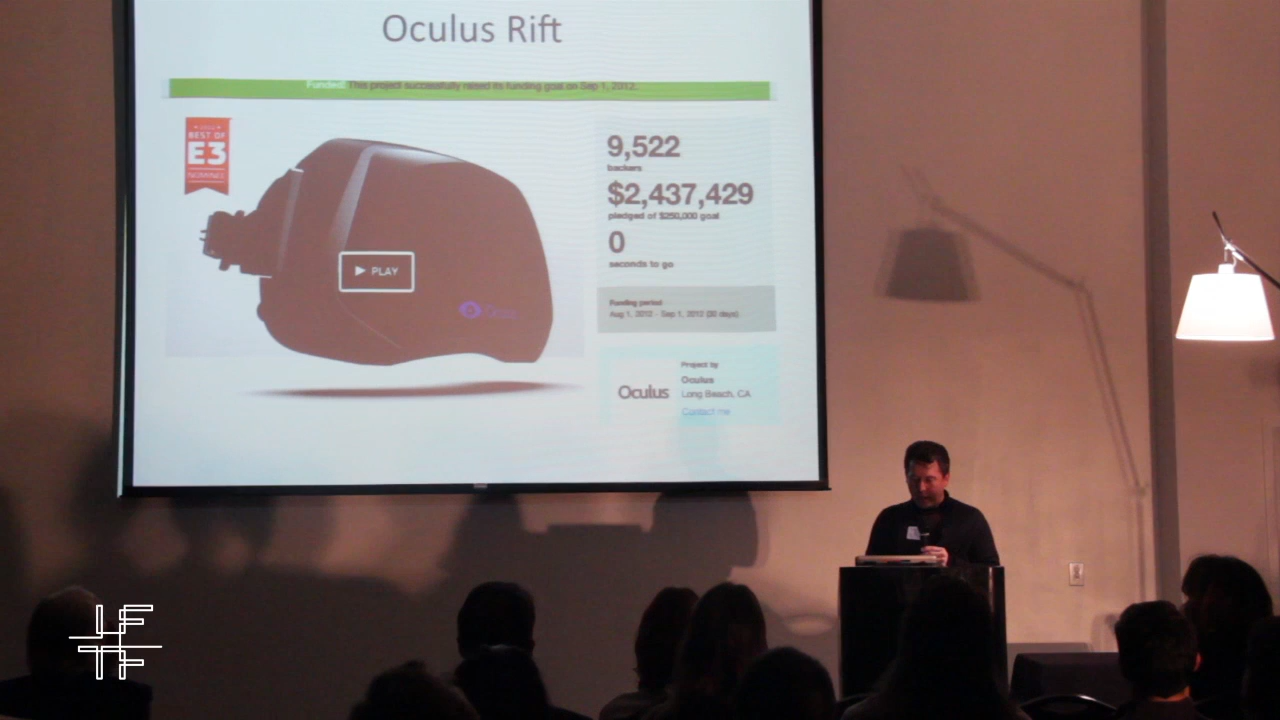 Oculus Rift
Funded! This project successfully raised its funding goal on Sep 1, 2012.
BEST OF
E3
9,522
backers
$2,437,429
pledged of $250,000 goal
0
seconds to go
PLAY
Funding period
Aug 1, 2012 - Sep 1, 2012 (30 days)
Project by
Oculus
Oculus
Long Beach, CA
Contact me